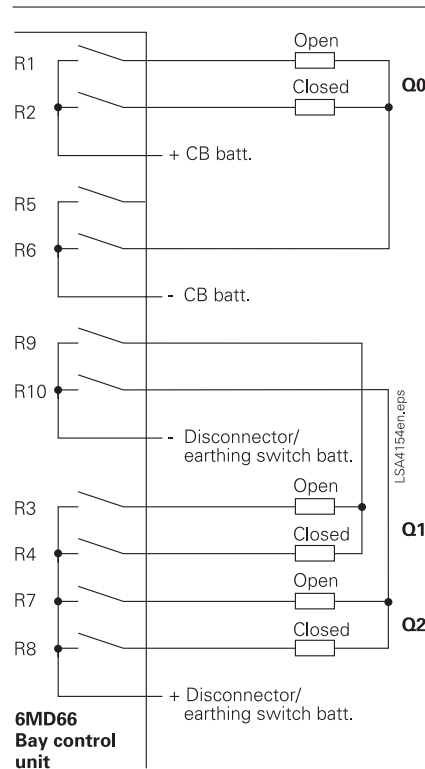 Open
R1
Closed
Q0
R2
+ CB batt.
R5
R6
- CB batt.
R9
R10
LSA4154en.eps
- Disconnector/
earthing switch batt.
Open
R3
Q1
Closed
R4
Open
R7
Closed
Q2
R8
+ Disconnector/
earthing switch batt.
6MD66
Bay control
unit